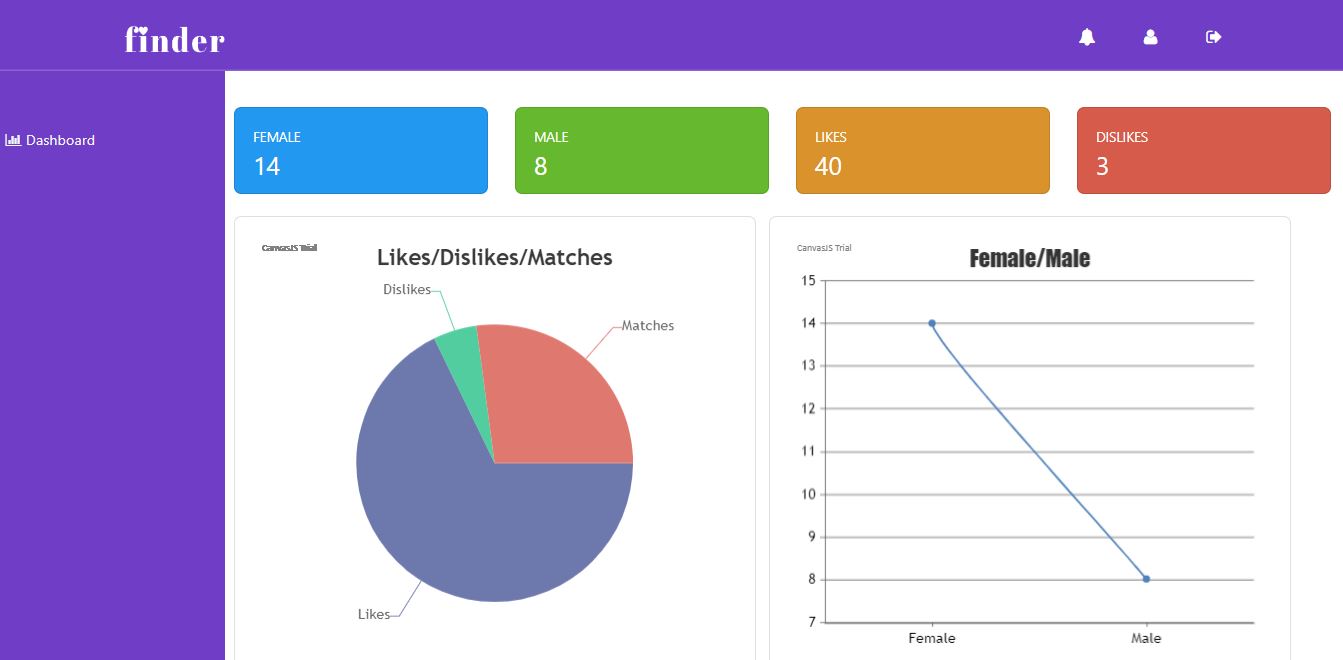 finder
Dashboard
FEMALE
14
MALE
8
LIKES
40
DISLIKES
3
CanvasJS Trial
Likes/Dislikes/Matches
Dislikes
Matches
Likes
CanvasJS Trial
Female/Male
15
14
13
12
11
10
9
8
7
Female
Male